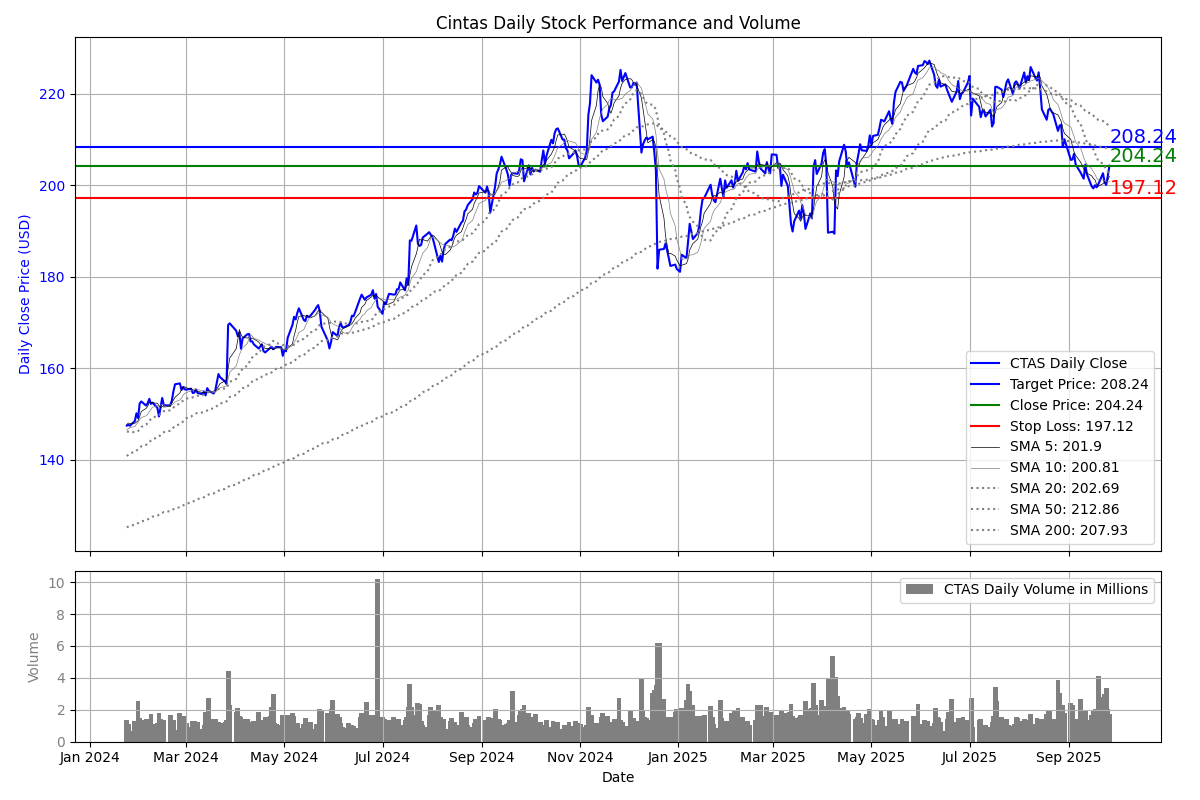 Cintas Daily Stock Performance and Volume
Daily Close Price (USD)
220
200
180
160
140
208.24
204.24
197.12
CTAS Daily Close
Target Price: 208.24
Close Price: 204.24
Stop Loss: 197.12
SMA 5: 201.9
SMA 10: 200.81
SMA 20: 202.69
SMA 50: 212.86
SMA 200: 207.93
Volume
10
8
6
4
2
0
CTAS Daily Volume in Millions
Jan 2024 Mar 2024 May 2024 Jul 2024 Sep 2024 Nov 2024 Jan 2025 Mar 2025 May 2025 Jul 2025 Sep 2025
Date